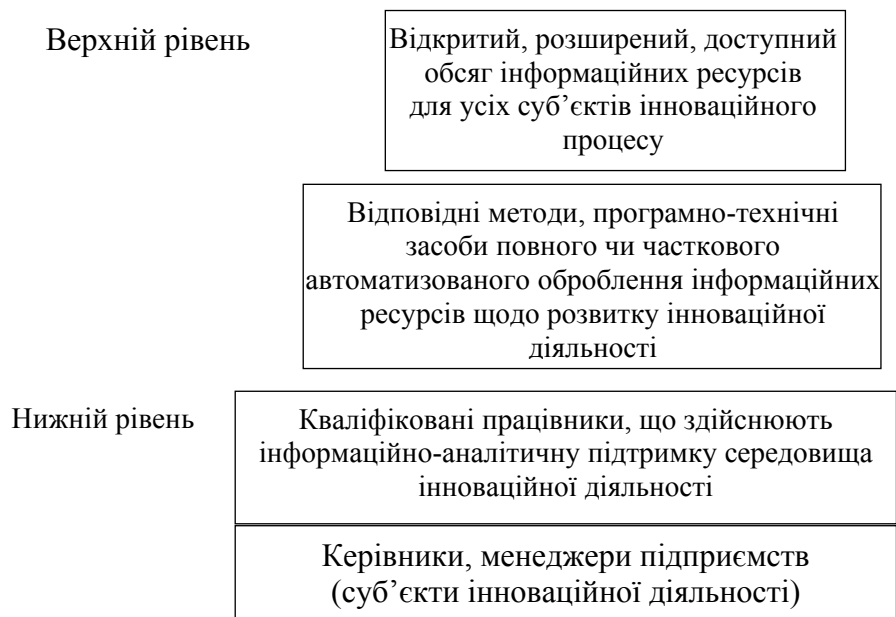 Верхній рівень
Відкритий, розширений, доступний
обсяг інформаційних ресурсів
для усіх суб’єктів інноваційного
процесу
Відповідні методи, програмно-технічні
засоби повного чи часткового
автоматизованого оброблення інформаційних
ресурсів щодо розвитку інноваційної
діяльності
Нижній рівень
Кваліфіковані працівники, що здійснюють
інформаційно-аналітичну підтримку середовища
інноваційної діяльності
Керівники, менеджери підприємств
(суб’єкти інноваційної діяльності)